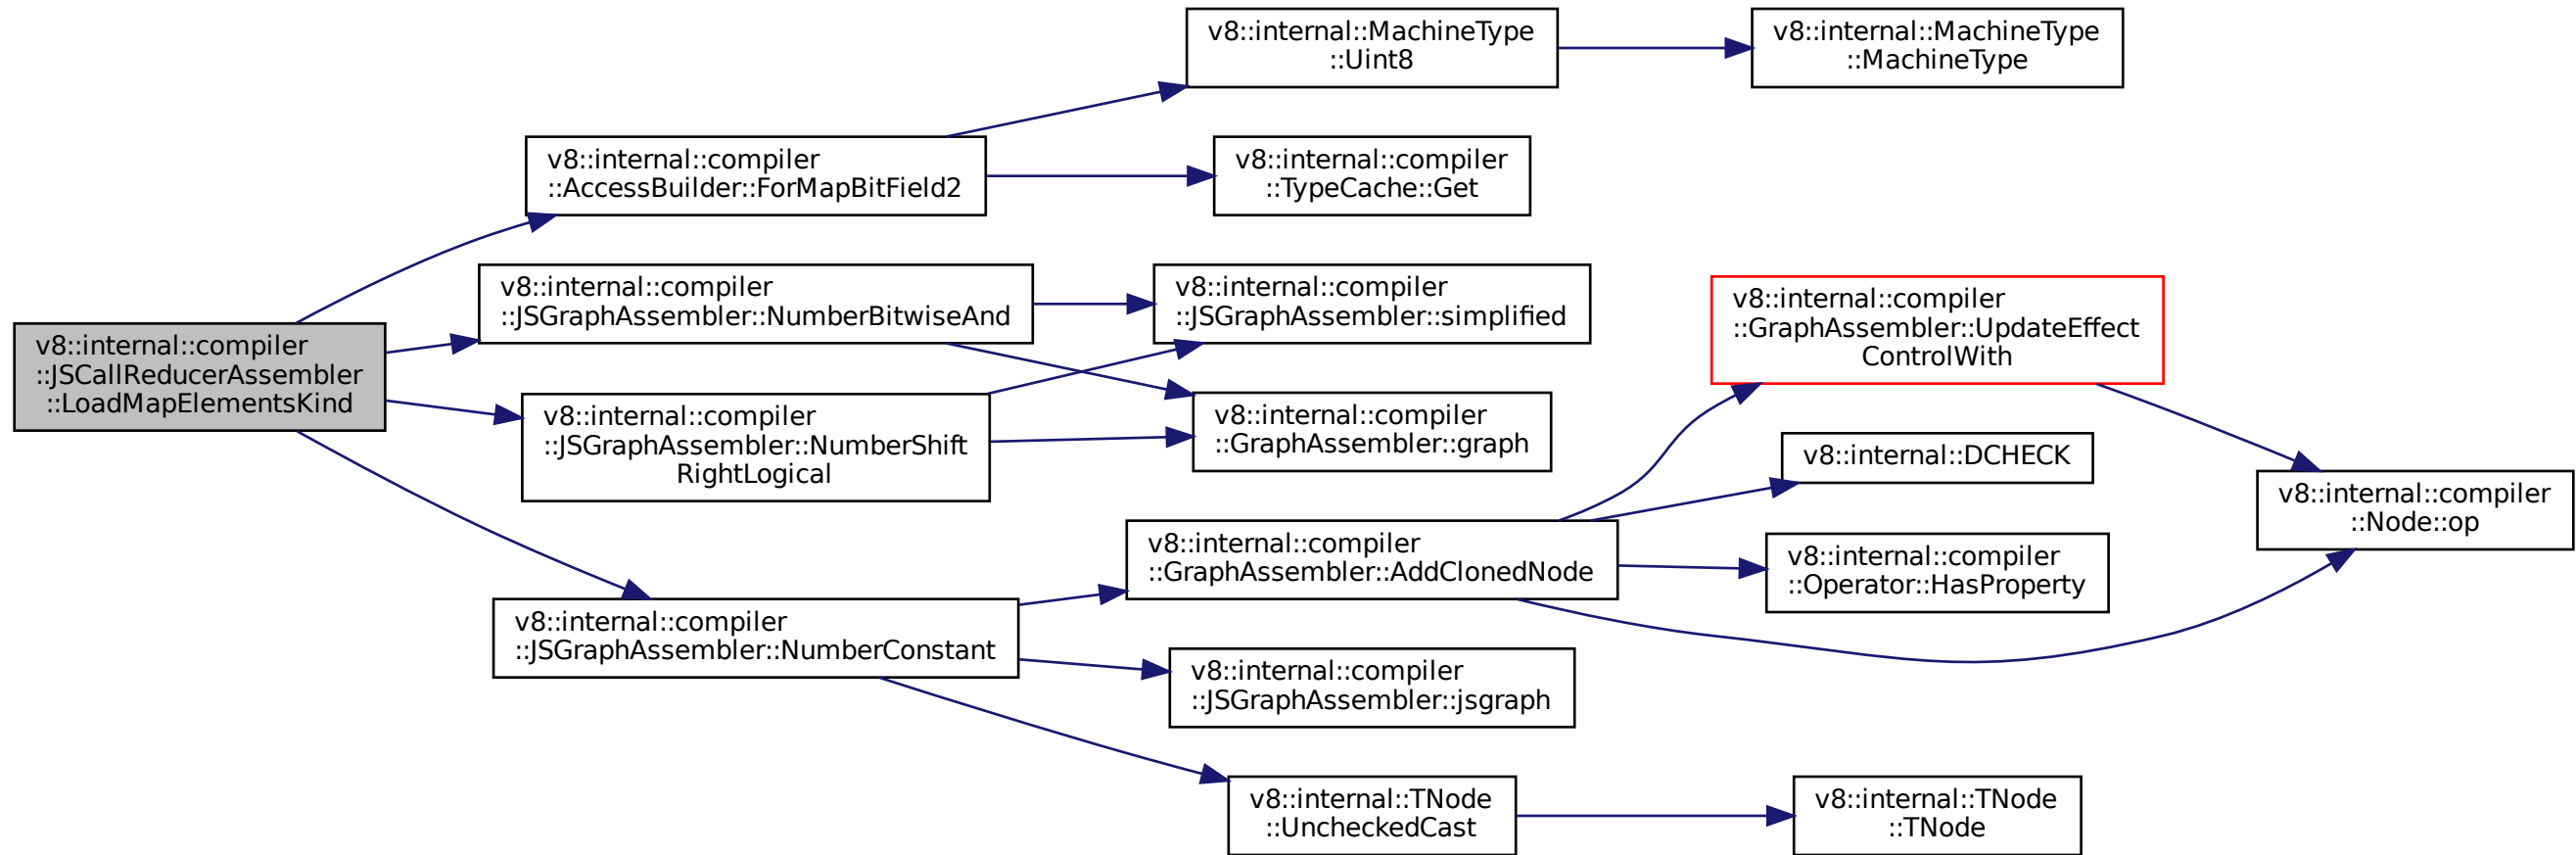 v8::internal::compiler
::JSCallReducerAssembler
::LoadMapElementsKind
v8::internal::compiler
::AccessBuilder::ForMapBitField2
v8::internal::MachineType
::Uint8
v8::internal::MachineType
::MachineType
v8::internal::compiler
::TypeCache::Get
v8::internal::compiler
::JSGraphAssembler::NumberBitwiseAnd
v8::internal::compiler
::JSGraphAssembler::simplified
v8::internal::compiler
::GraphAssembler::graph
v8::internal::compiler
::JSGraphAssembler::NumberShift
RightLogical
v8::internal::compiler
::JSGraphAssembler::NumberConstant
v8::internal::compiler
::GraphAssembler::AddClonedNode
v8::internal::compiler
::GraphAssembler::UpdateEffect
ControlWith
v8::internal::DCHECK
v8::internal::compiler
::Operator::HasProperty
v8::internal::compiler
::Node::op
v8::internal::compiler
::JSGraphAssembler::jsgraph
v8::internal::TNode
::UncheckedCast
v8::internal::TNode
::TNode